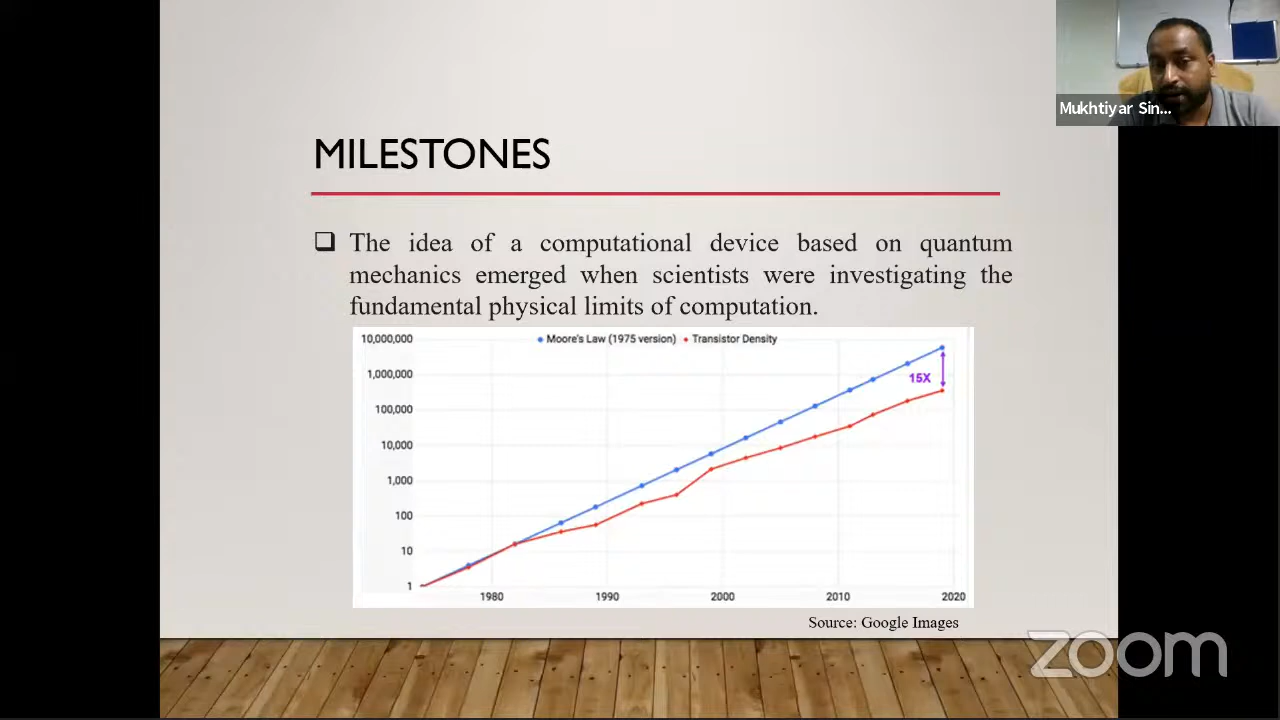 Mukhtiyar Sin...
MILESTONES
The idea of a computational device based on quantum
mechanics emerged when scientists were investigating the
fundamental physical limits of computation.
Moore's Law (1975 version) Transistor Density
10,000,000
1,000,000
100,000
10,000
1,000
100
10
1
15X
1980 1990 2000 2010 2020
Source: Google Images
zoom